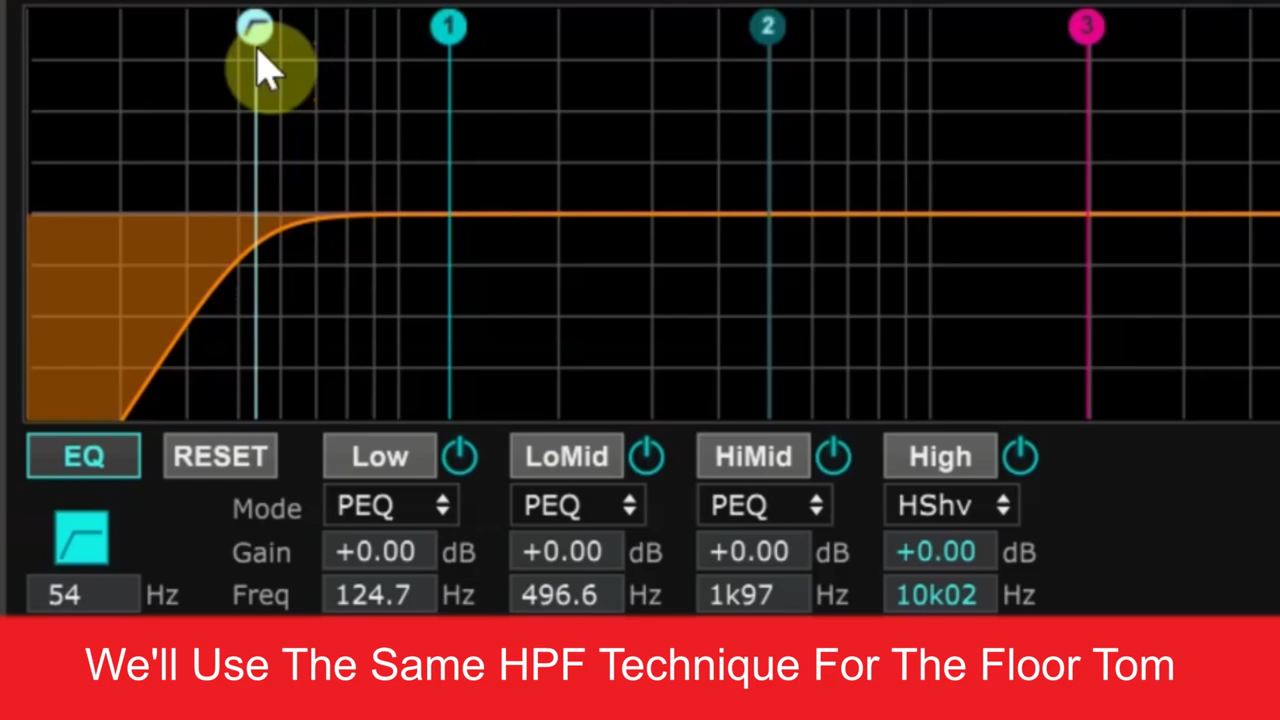 1 2 3
EQ RESET Low LoMid HiMid High
Mode PEQ PEQ PEQ HShv
Gain +0.00 dB +0.00 dB +0.00 dB +0.00 dB
54 Hz Freq 124.7 Hz 496.6 Hz 1k97 Hz 10k02 Hz
We'll Use The Same HPF Technique For The Floor Tom